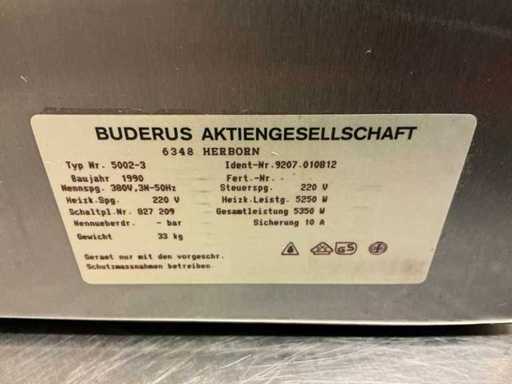 BUDERUS AKTIENGESELLSCHAFT
6348 HERBORN
Typ Nr. 5002-3 Ident-Nr.9207.010812
Baujahr 1990 Fert.-Nr.
Nennspg. 380V,3N-50Hz Steuerspg. 220 V
Heizk.Spg. 220 V Heizk.Leistg. 5250 W
Schaltpl.Nr. 827 209 Gesamtleistung 5350 W
Nennueberdr. - bar Sicherung 10 A
Gewicht 33 kg
Geraet nur mit den vorgeschr.
Schutzmassnahmen betreiben.
GS